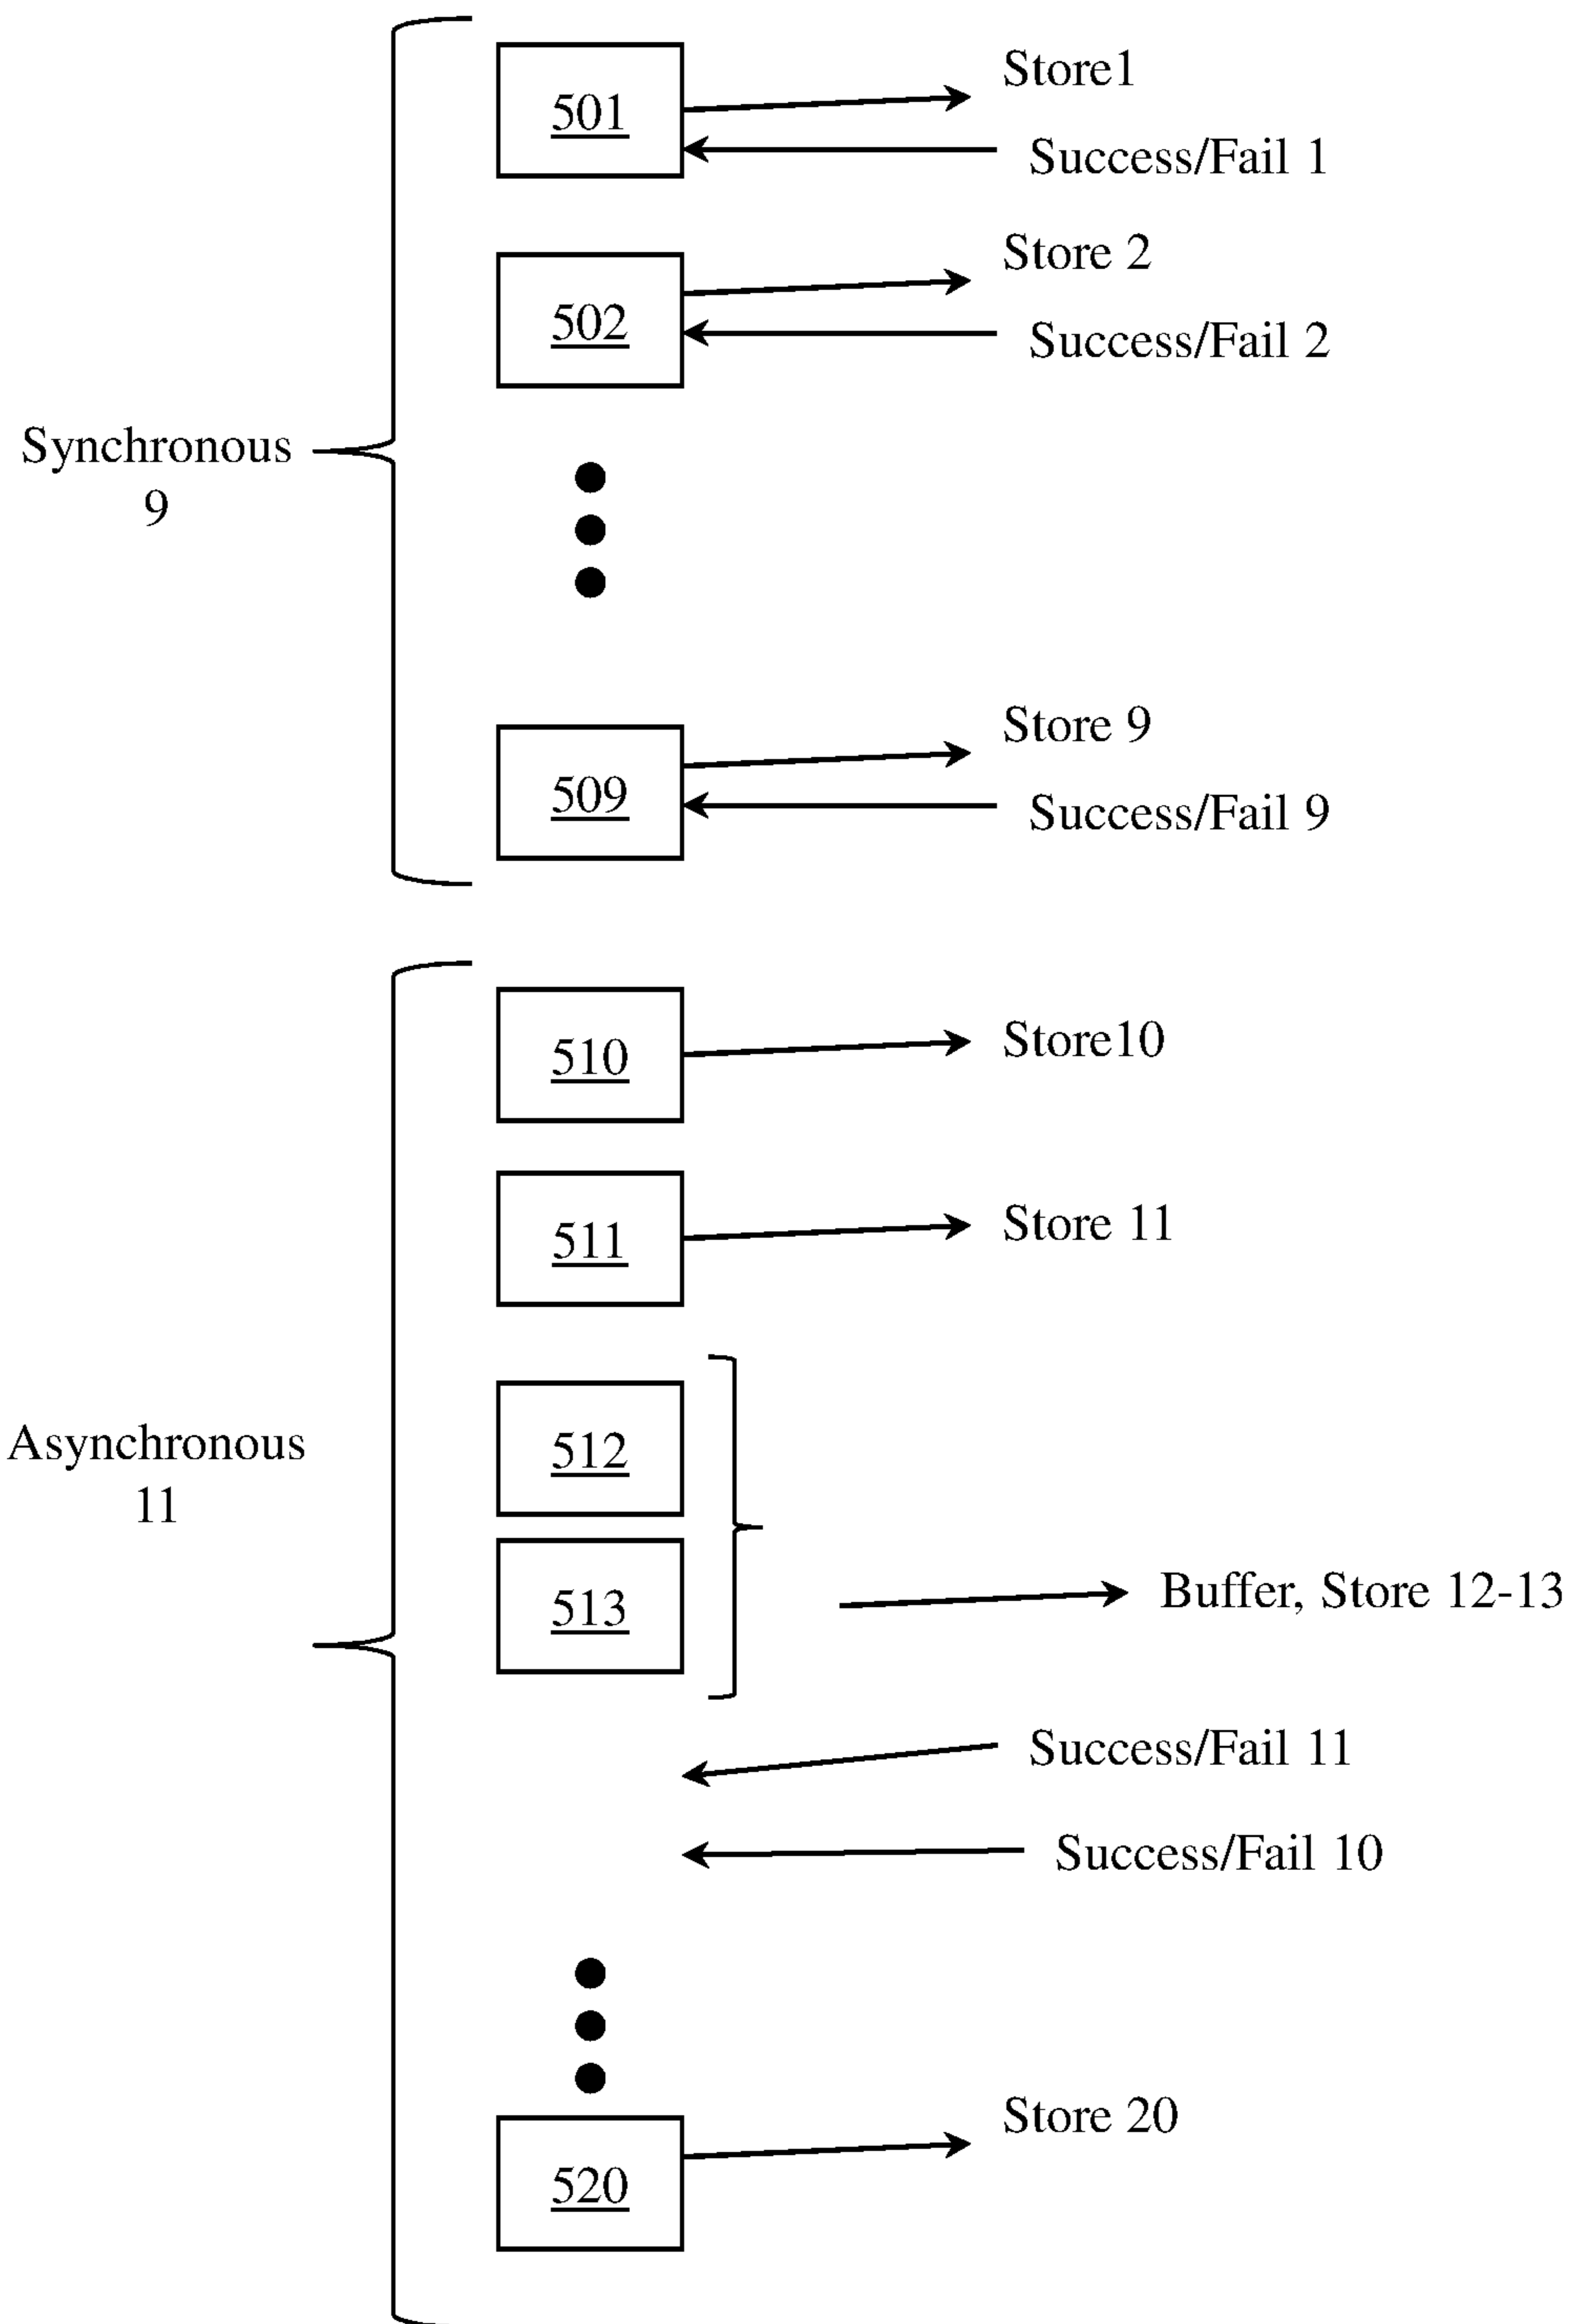 Store1
501
Success/Fail 1
Store 2
502
Success/Fail 2
Synchronous
9
Store 9
509
Success/Fail 9
510
Store10
511
Store 11
Asynchronous
11
512
513
Buffer, Store 12-13
Success/Fail 11
Success/Fail 10
Store 20
520